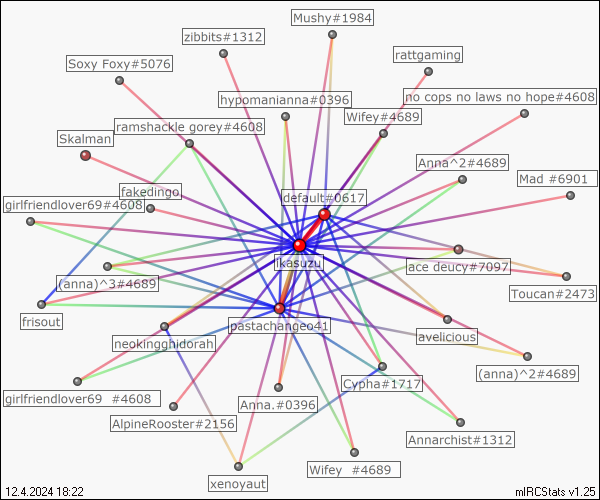 Mushy#1984
zibbits#1312
rattgaming
Soxy Foxy#5076
hypomanianna#0396
no cops no laws no hope#4608
Wifey#4689
ramshackle gorey#4608
Skalman
Anna^2#4689
Mad #6901
fakedingo
default#0617
girlfriendlover69#4608
ikasuzu
ace deucy#7097
(anna)^3#4689
Toucan#2473
frisout
pastachangeo41
avelicious
neokingghidorah
(anna)^2#4689
Cypha#1717
girlfriendlover69 #4608
Anna.#0396
AlpineRooster#2156
Annarchist#1312
Wifey #4689
xenoyaut
12.4.2024 18:22
mIRCStats v1.25